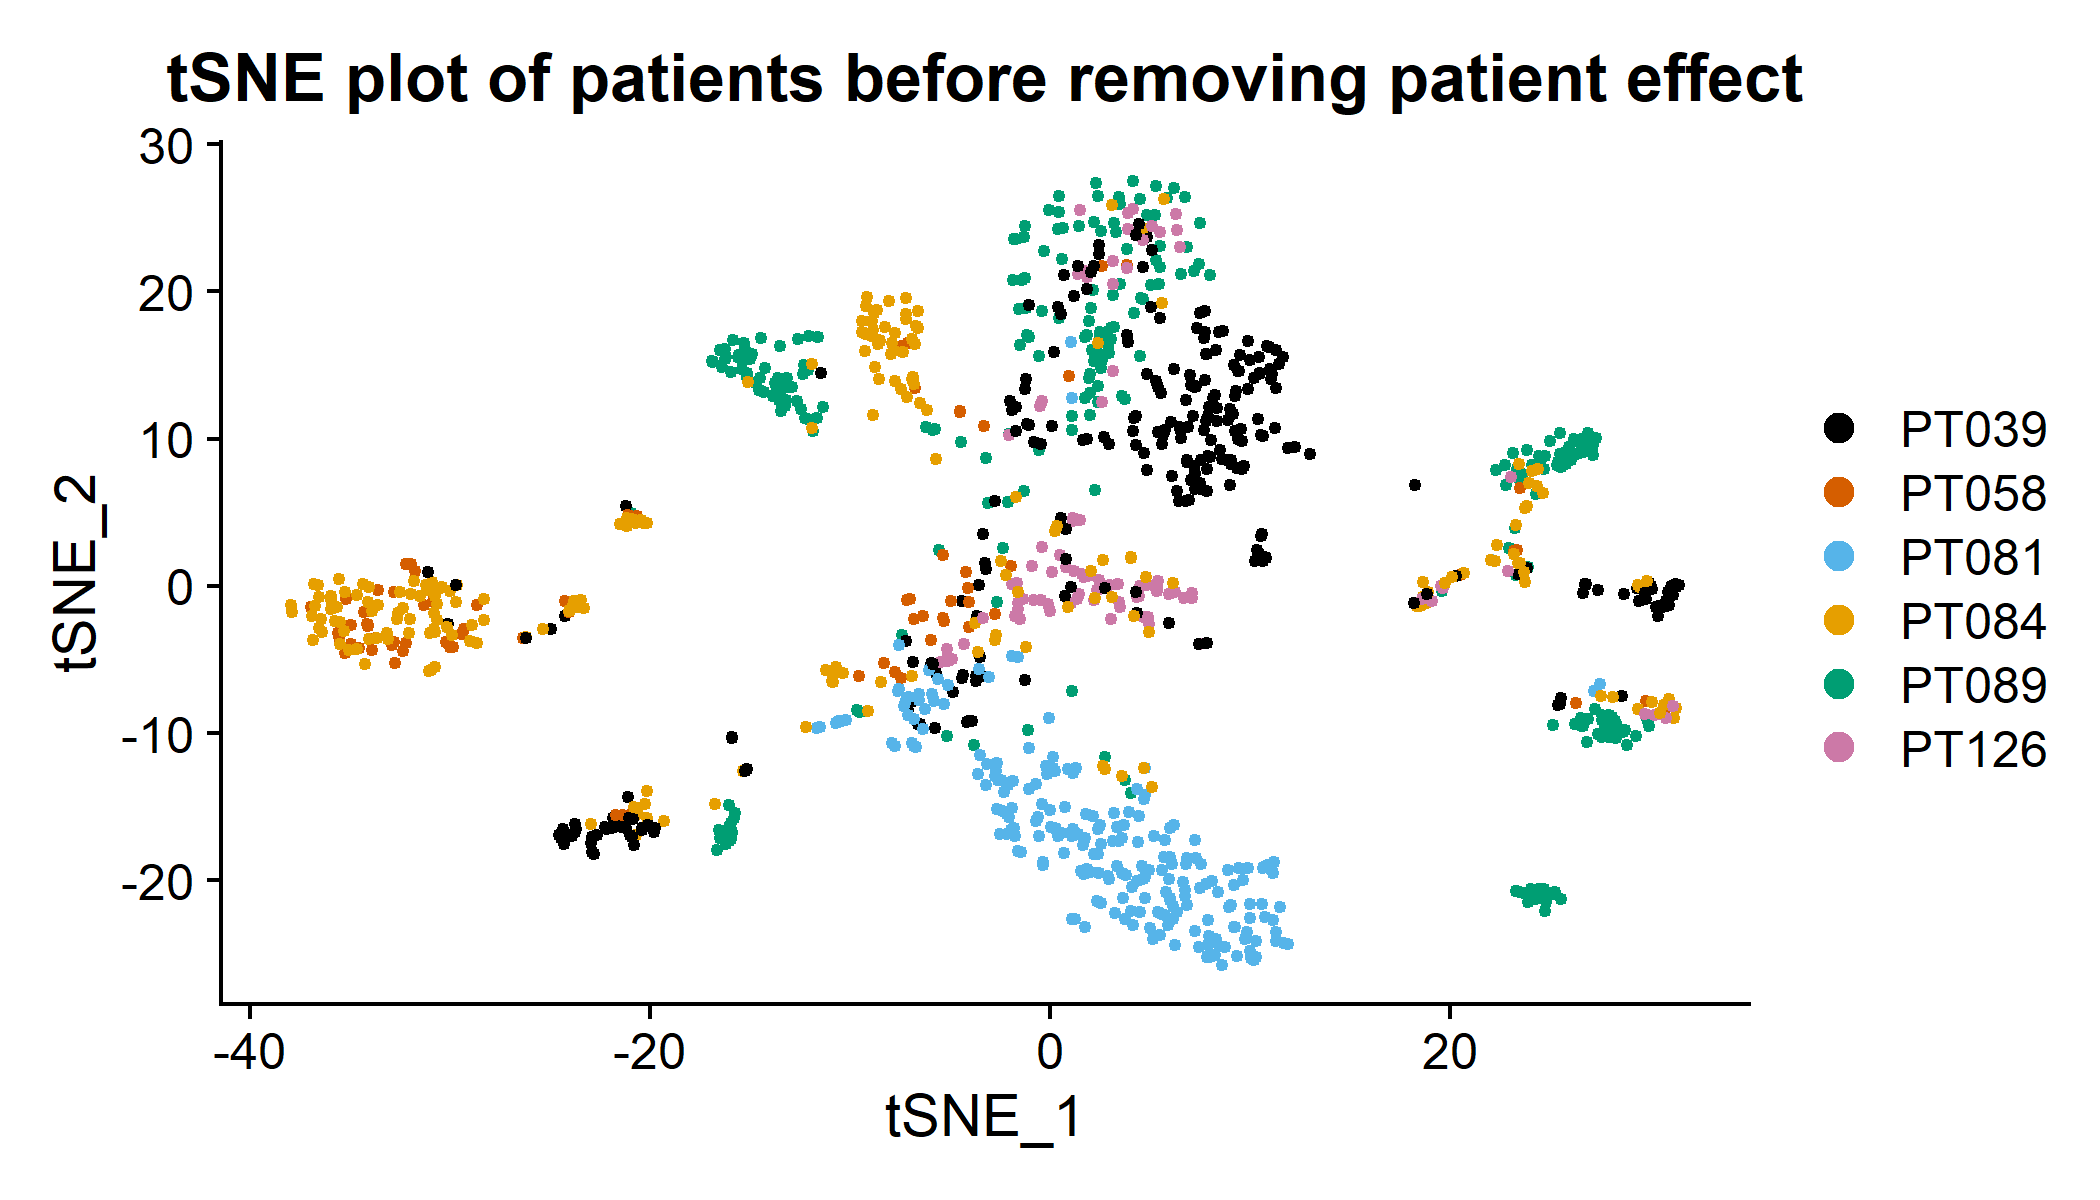 tSNE plot of patients before removing patient effect
30
20
10
0
-10
-20
tSNE_2
-40
-20
0
20
tSNE_1
PT039
PT058
PT081
PT084
PT089
PT126